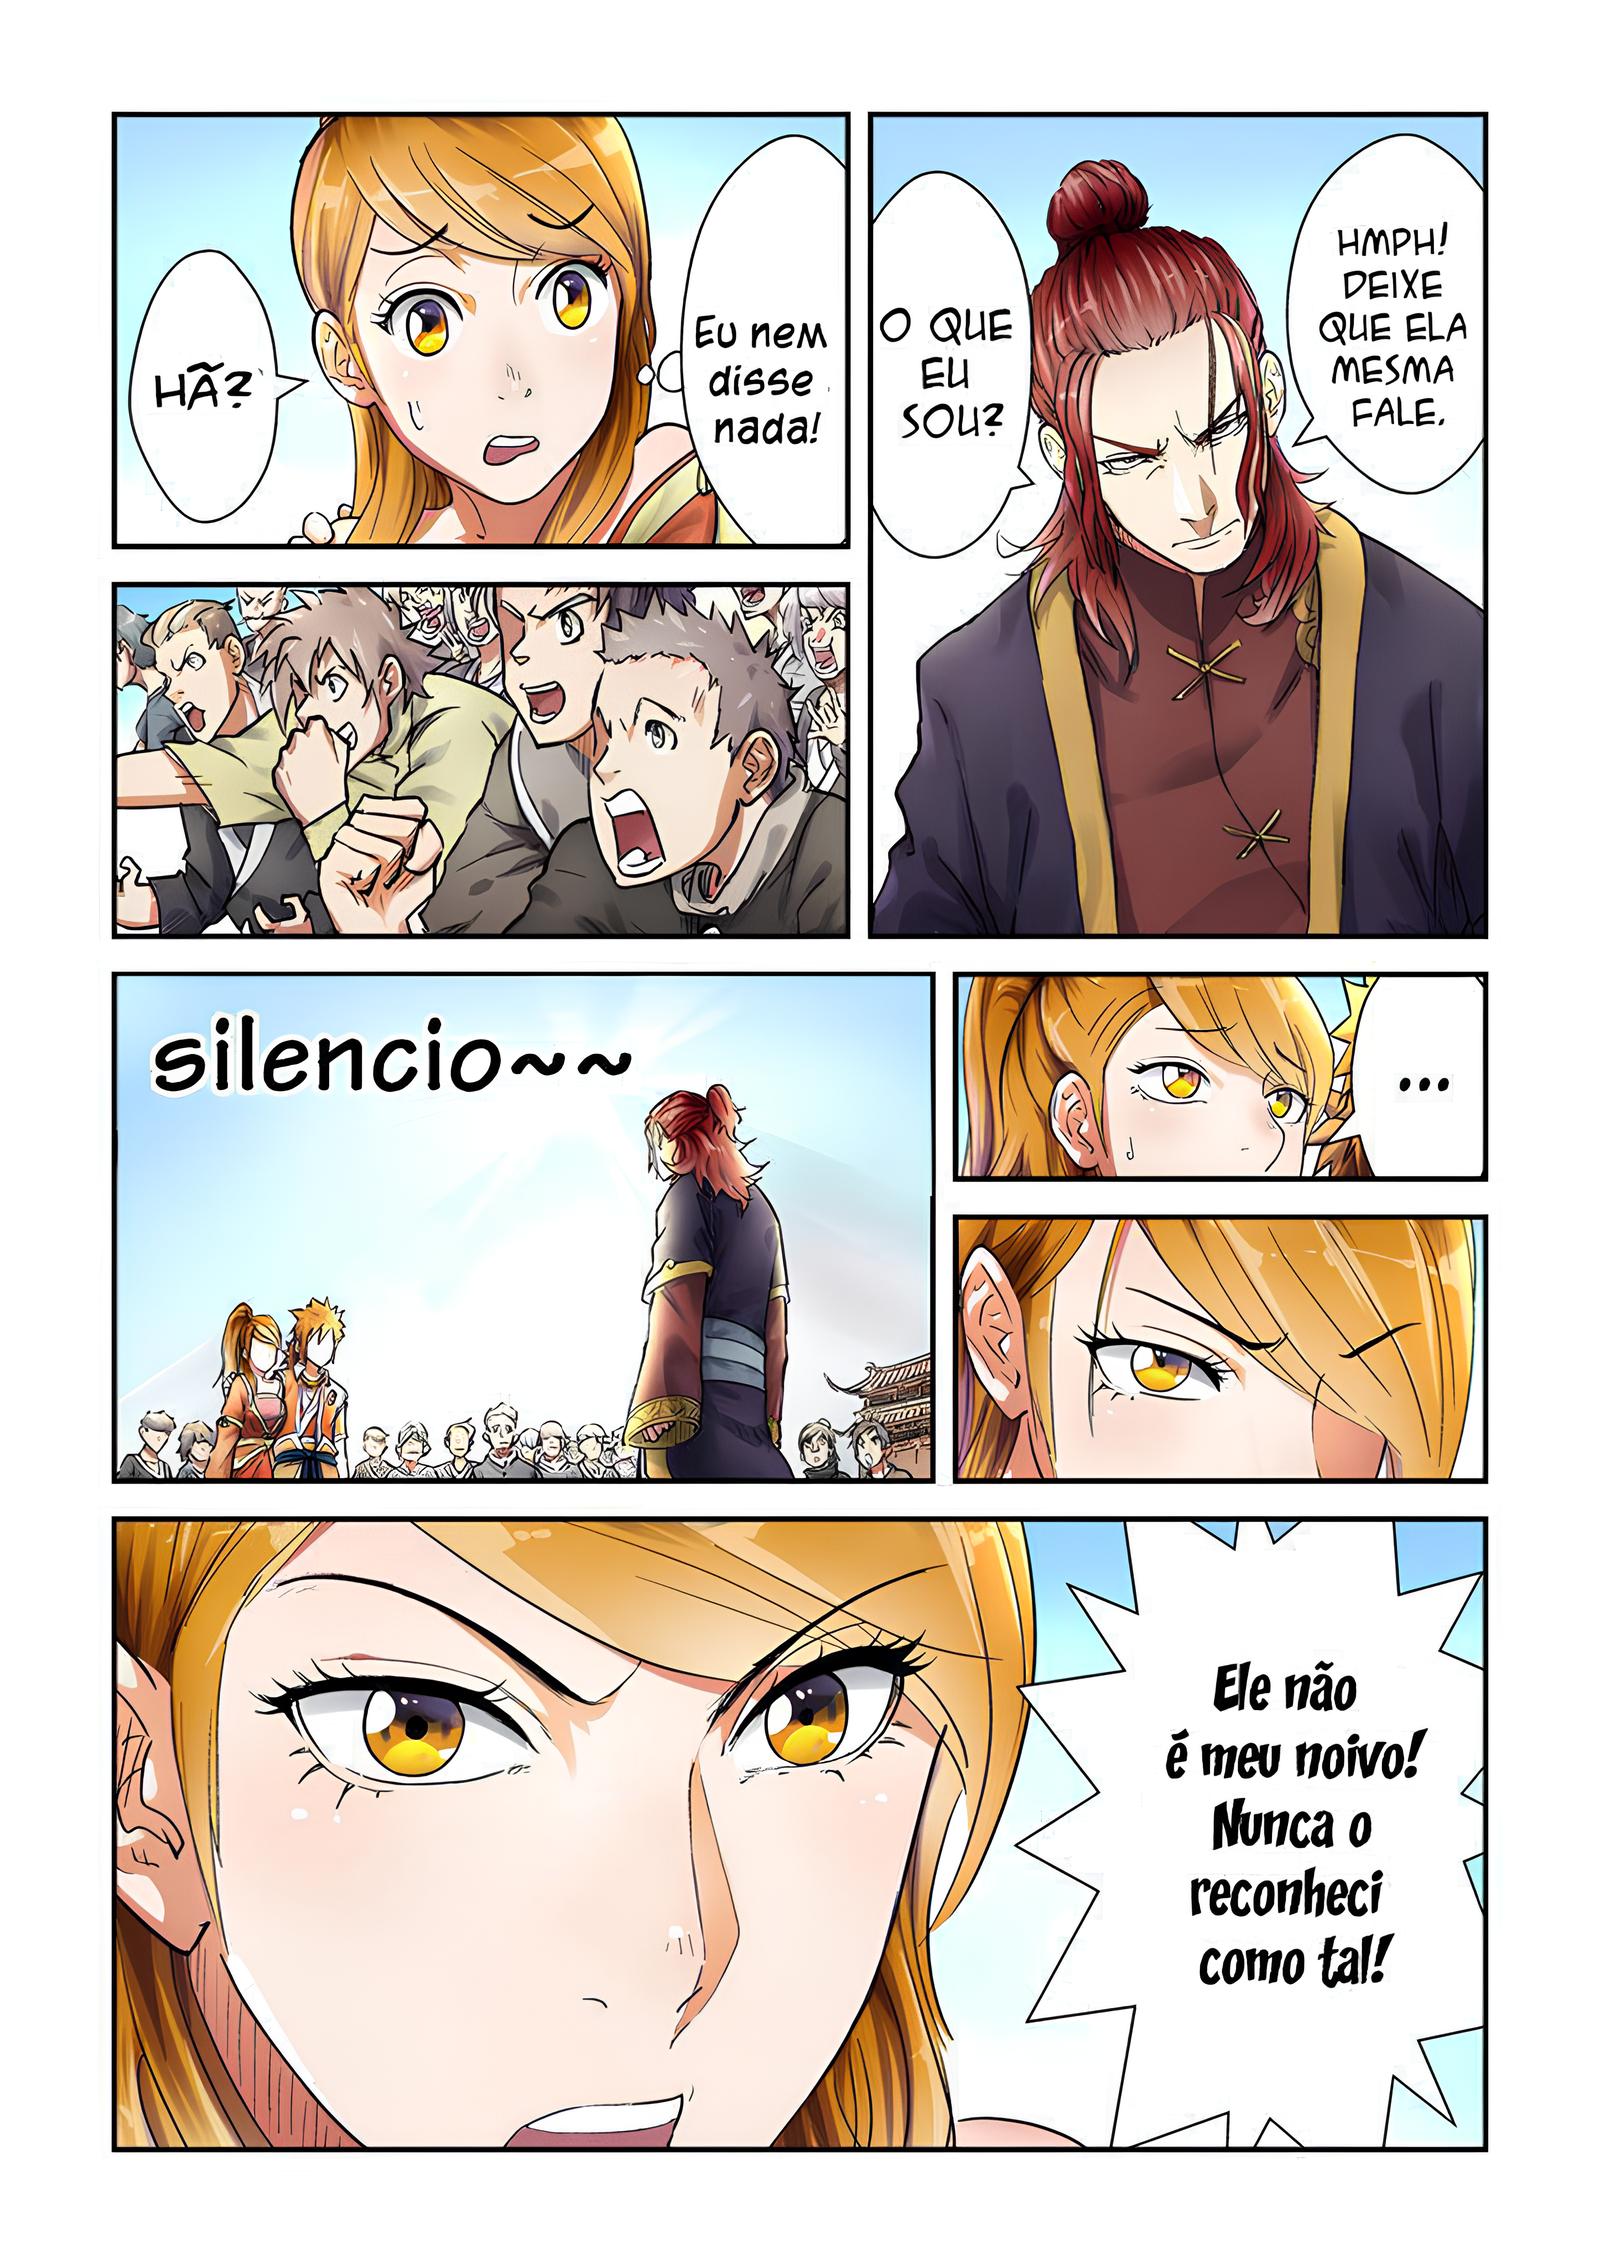 HMPH!
DEIXE
QUE ELA
MESMA
FALE.
O QUE
EU
SOU?
Eu nem
disse
nada!
HÃ?
...
silencio~~
Ele não
é meu noivo!
Nunca o
reconheci
como tal!